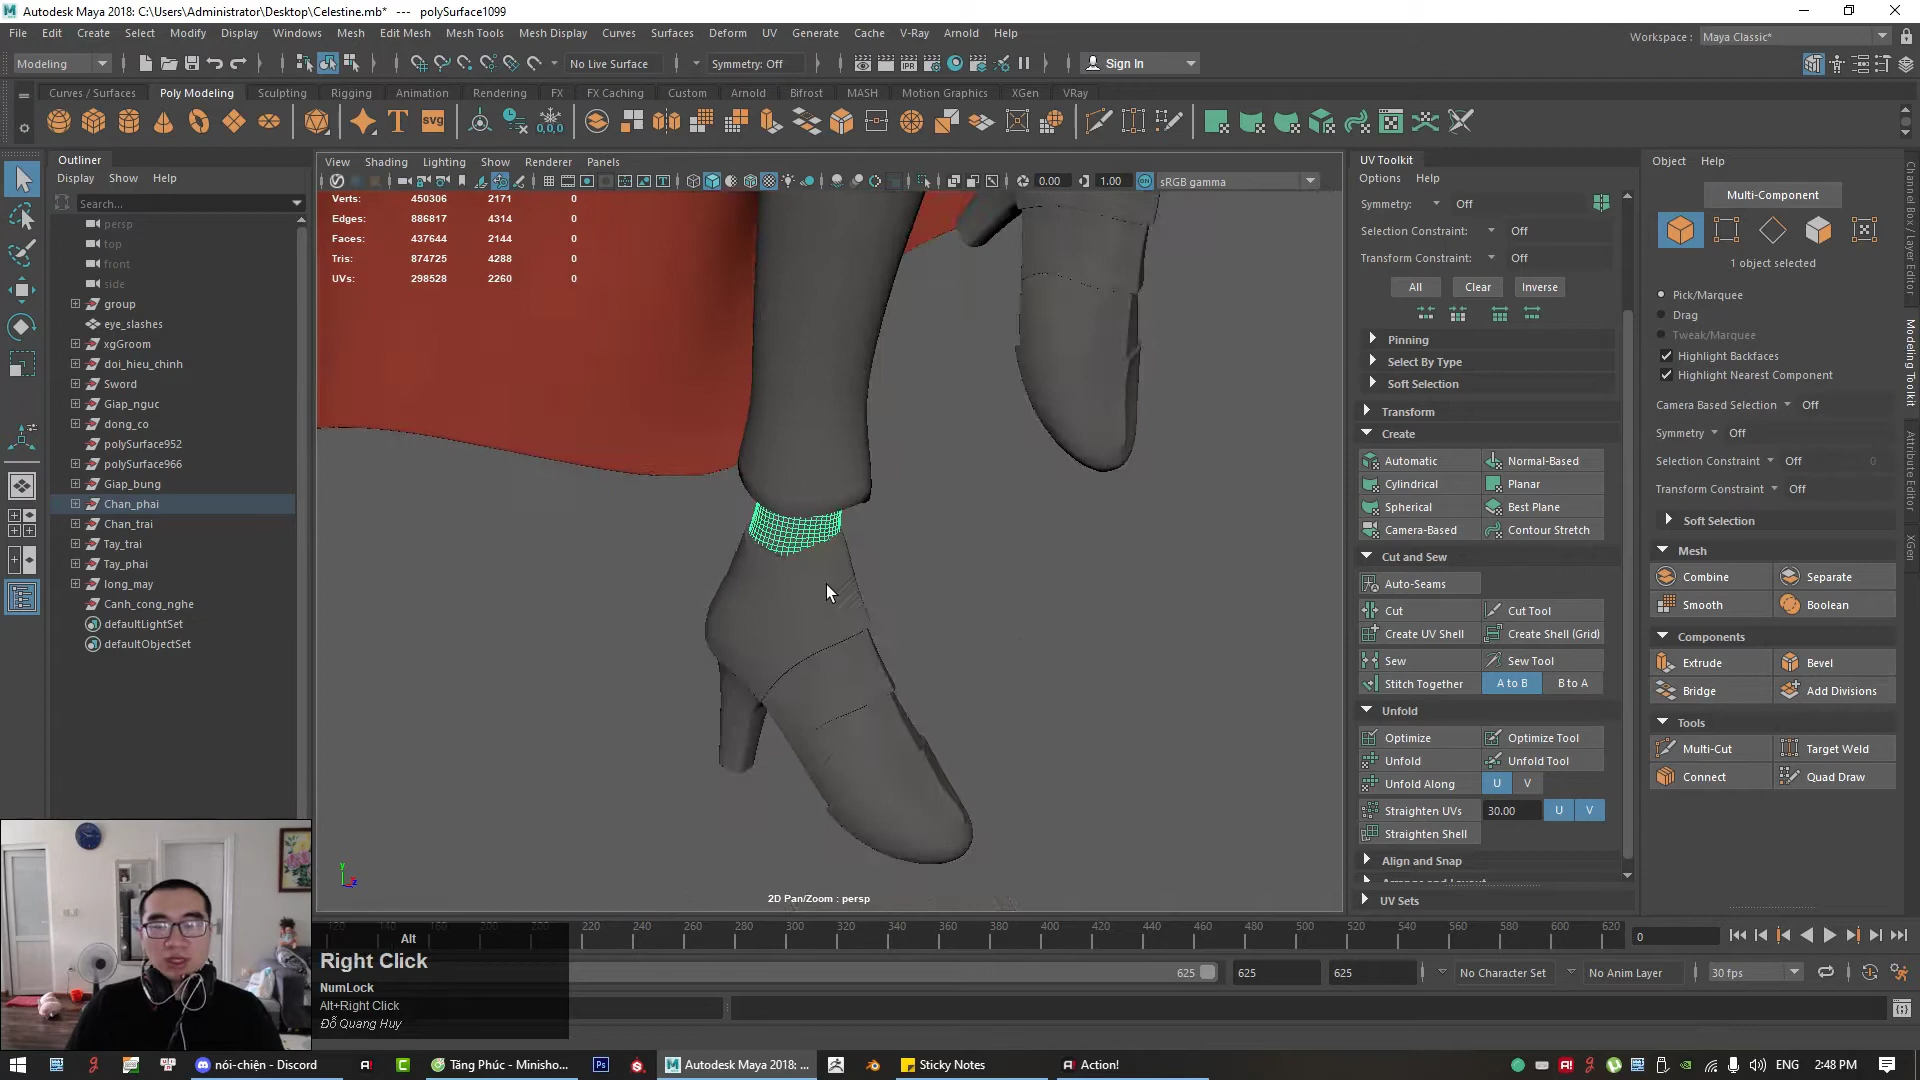 Autodesk Maya 2018: C:\Users\Administrator\Desktop\Celestine.mb* --- polySurface1099
File Edit Create Select Modify Display Windows Mesh Edit Mesh Mesh Tools Mesh Display Curves Surfaces Deform UV Generate Cache V-Ray Arnold Help
Workspace : Maya Classic*
Modeling No Live Surface Symmetry: Off Sign In
Curves / Surfaces Poly Modeling Sculpting Rigging Animation Rendering FX FX Caching Custom Arnold Bifrost MASH Motion Graphics XGen VRay
Outliner
Display Show Help
Search...
persp
top
front
side
group
eye_slashes
xgGroom
doi_hieu_chinh
Sword
Giap_nguc
dong_co
polySurface952
polySurface966
Giap_bung
Chan_phai
Chan_trai
Tay_trai
Tay_phai
long_may
Canh_cong_nghe
defaultLightSet
defaultObjectSet
View Shading Lighting Show Renderer Panels
0.00 1.00 sRGB gamma
Verts: 450306 2171 0
Edges: 886817 4314 0
Faces: 437644 2144 0
Tris: 874725 4288 0
UVs: 298528 2260 0
2D Pan/Zoom : persp
UV Toolkit
Options Help
Symmetry: Off
Selection Constraint: Off
Transform Constraint: Off
All Clear Inverse
Pinning
Select By Type
Soft Selection
Transform
Create
Automatic Normal-Based
Cylindrical Planar
Spherical Best Plane
Camera-Based Contour Stretch
Cut and Sew
Auto-Seams
Cut Cut Tool
Create UV Shell Create Shell (Grid)
Sew Sew Tool
Stitch Together A to B B to A
Unfold
Optimize Optimize Tool
Unfold Unfold Tool
Unfold Along U V
Straighten UVs 30.00 U V
Straighten Shell
Align and Snap
UV Sets
Object Help
Multi-Component
1 object selected
Pick/Marquee
Drag
Tweak/Marquee
Highlight Backfaces
Highlight Nearest Component
Camera Based Selection Off
Symmetry Off
Selection Constraint Off 0
Transform Constraint Off
Soft Selection
Mesh
Combine Separate
Smooth Boolean
Components
Extrude Bevel
Bridge Add Divisions
Tools
Multi-Cut Target Weld
Connect Quad Draw
Channel Box / Layer Editor
Modeling Toolkit
Attribute Editor
XGen
120 140 160 180 200 220 240 260 280 300 320 340 360 380 400 420 440 460 480 500 520 540 560 580 600 620 0
625 625 625 No Character Set No Anim Layer 30 fps
Alt
Right Click
NumLock
Alt+Right Click
Đỗ Quang Huy
nói-chiện - Discord
Tăng Phúc - Minisho...
Ps
Autodesk Maya 2018: ...
Sticky Notes
Action!
ENG 2:48 PM